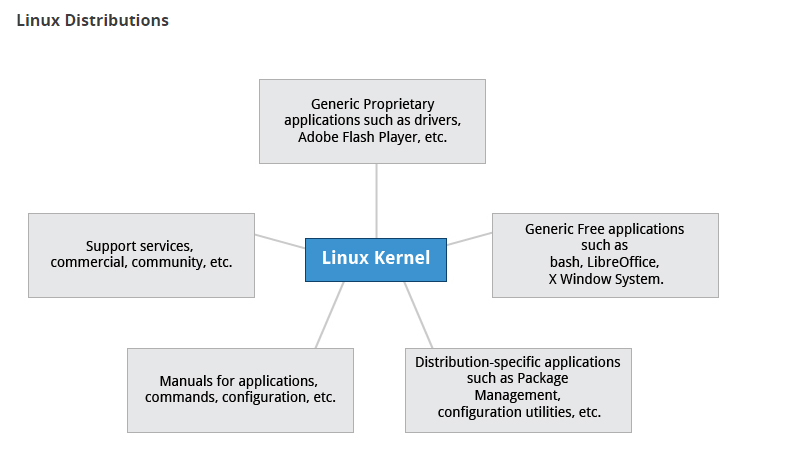 Linux Distributions
Generic Proprietary
applications such as drivers,
Adobe Flash Player, etc.
Support services,
commercial, community, etc.
Linux Kernel
Generic Free applications
such as
bash, LibreOffice,
X Window System.
Manuals for applications,
commands, configuration, etc.
Distribution-specific applications
such as Package
Management,
configuration utilities, etc.